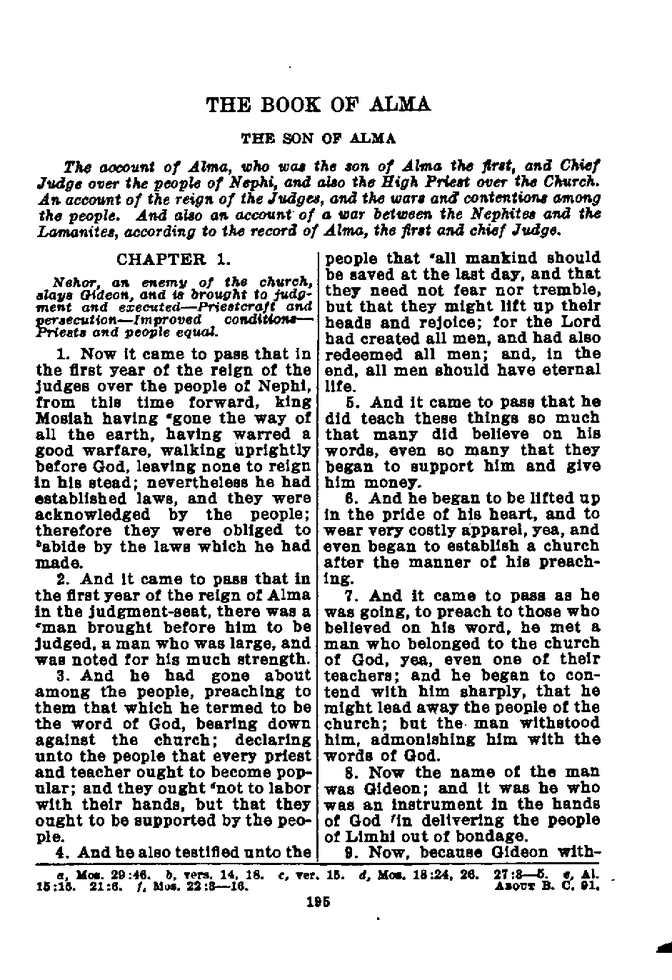 THE BOOK OF ALMA
THE SON OF ALMA
The account of Alma, who was the son of Alma the first, and Chief
Judge over the people of Nephi, and also the High Priest over the Church.
An account of the reign of the Judges, and the wars and contentions among
the people. And also an account of a war between the Nephites and the
Lamanites, according to the record of Alma, the first and chief Judge.
CHAPTER 1.
Nehor, an enemy of the church,
slays Gideon, and is brought to judg-
ment and executed—Priestcraft and
persecution—Improved conditions—
Priests and people equal.
1. Now it came to pass that in
the first year of the reign of the
judges over the people of Nephi,
from this time forward, king
Mosiah having ᵃgone the way of
all the earth, having warred a
good warfare, walking uprightly
before God, leaving none to reign
in his stead; nevertheless he had
established laws, and they were
acknowledged by the people;
therefore they were obliged to
ᵇabide by the laws which he had
made.
2. And it came to pass that in
the first year of the reign of Alma
in the judgment-seat, there was a
ᶜman brought before him to be
judged, a man who was large, and
was noted for his much strength.
3. And he had gone about
among the people, preaching to
them that which he termed to be
the word of God, bearing down
against the church; declaring
unto the people that every priest
and teacher ought to become pop-
ular; and they ought ᵈnot to labor
with their hands, but that they
ought to be supported by the peo-
ple.
4. And he also testified unto the
people that ᵉall mankind should
be saved at the last day, and that
they need not fear nor tremble,
but that they might lift up their
heads and rejoice; for the Lord
had created all men, and had also
redeemed all men; and, in the
end, all men should have eternal
life.
5. And it came to pass that he
did teach these things so much
that many did believe on his
words, even so many that they
began to support him and give
him money.
6. And he began to be lifted up
in the pride of his heart, and to
wear very costly apparel, yea, and
even began to establish a church
after the manner of his preach-
ing.
7. And it came to pass as he
was going, to preach to those who
believed on his word, he met a
man who belonged to the church
of God, yea, even one of their
teachers; and he began to con-
tend with him sharply, that he
might lead away the people of the
church; but the man withstood
him, admonishing him with the
words of God.
8. Now the name of the man
was Gideon; and it was he who
was an instrument in the hands
of God ᶠin delivering the people
of Limhi out of bondage.
9. Now, because Gideon with-
a, Mos. 29:46. b, vers. 14, 18. c, ver. 15. d, Mos. 18:24, 26. 27:3—5. e, Al.
15:15. 21:6. f, Mos. 22:3—16. ABOUT B. C. 91.
195